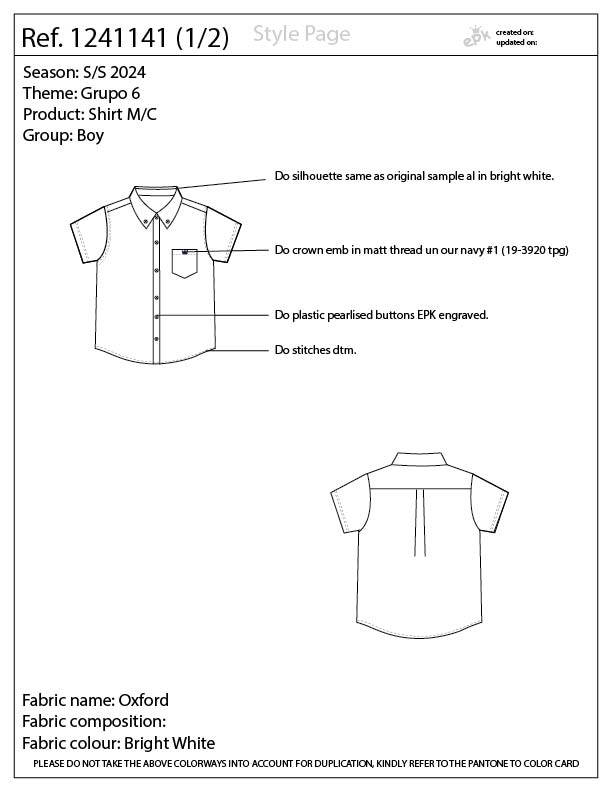 Ref. 1241141 (1/2)
Style Page
epk
created on:
updated on:
Season: S/S 2024
Theme: Grupo 6
Product: Shirt M/C
Group: Boy
Do silhouette same as original sample al in bright white.
Do crown emb in matt thread un our navy #1 (19-3920 tpg)
Do plastic pearlised buttons EPK engraved.
Do stitches dtm.
Fabric name: Oxford
Fabric composition:
Fabric colour: Bright White
PLEASE DO NOT TAKE THE ABOVE COLORWAYS INTO ACCOUNT FOR DUPLICATION, KINDLY REFER TO THE PANTONE TO COLOR CARD